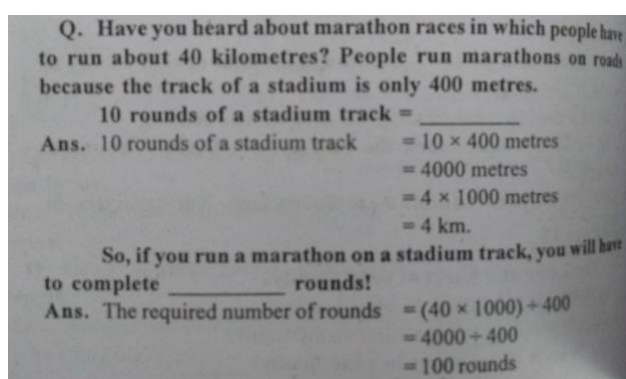 Q. Have you heard about marathon races in which people have
to run about 40 kilometres? People run marathons on roads
because the track of a stadium is only 400 metres.
10 rounds of a stadium track = ________
Ans. 10 rounds of a stadium track = 10 × 400 metres
= 4000 metres
= 4 × 1000 metres
= 4 km.
So, if you run a marathon on a stadium track, you will have
to complete ________ rounds!
Ans. The required number of rounds = (40 × 1000) ÷ 400
= 4000 ÷ 400
= 100 rounds